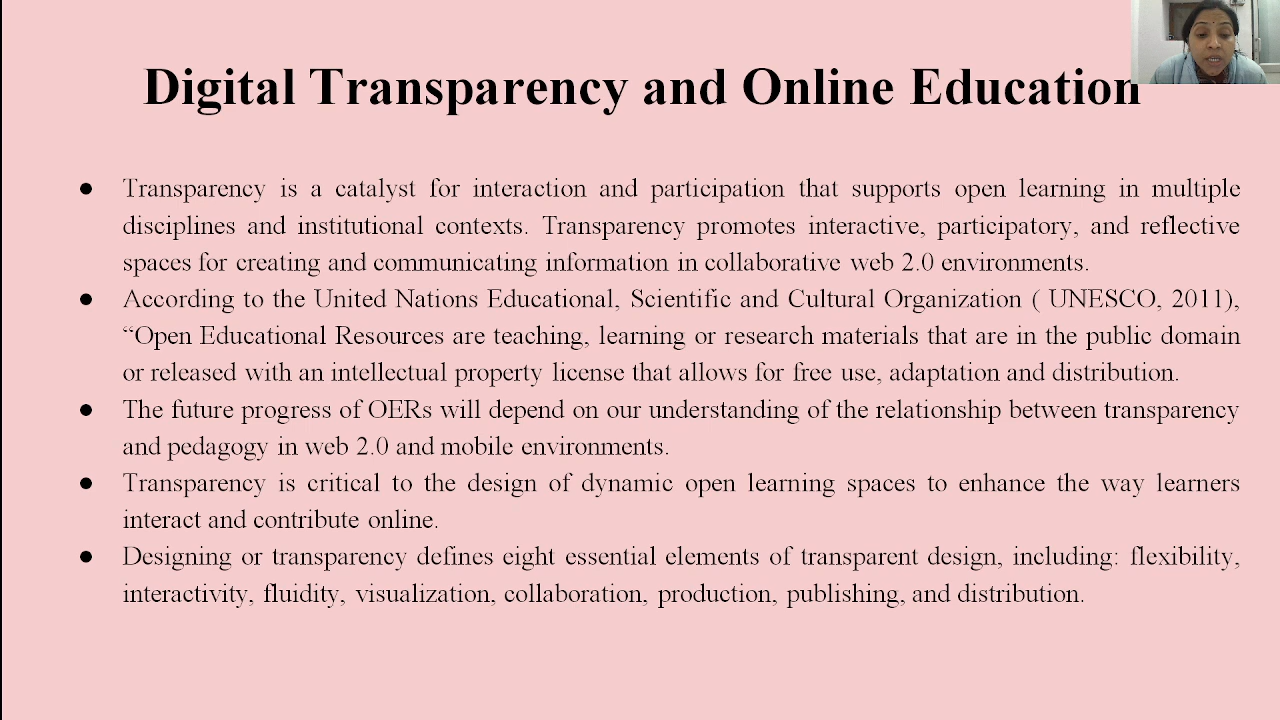 Digital Transparency and Online Education
● Transparency is a catalyst for interaction and participation that supports open learning in multiple
disciplines and institutional contexts. Transparency promotes interactive, participatory, and reflective
spaces for creating and communicating information in collaborative web 2.0 environments.
● According to the United Nations Educational, Scientific and Cultural Organization ( UNESCO, 2011),
“Open Educational Resources are teaching, learning or research materials that are in the public domain
or released with an intellectual property license that allows for free use, adaptation and distribution.
● The future progress of OERs will depend on our understanding of the relationship between transparency
and pedagogy in web 2.0 and mobile environments.
● Transparency is critical to the design of dynamic open learning spaces to enhance the way learners
interact and contribute online.
● Designing or transparency defines eight essential elements of transparent design, including: flexibility,
interactivity, fluidity, visualization, collaboration, production, publishing, and distribution.